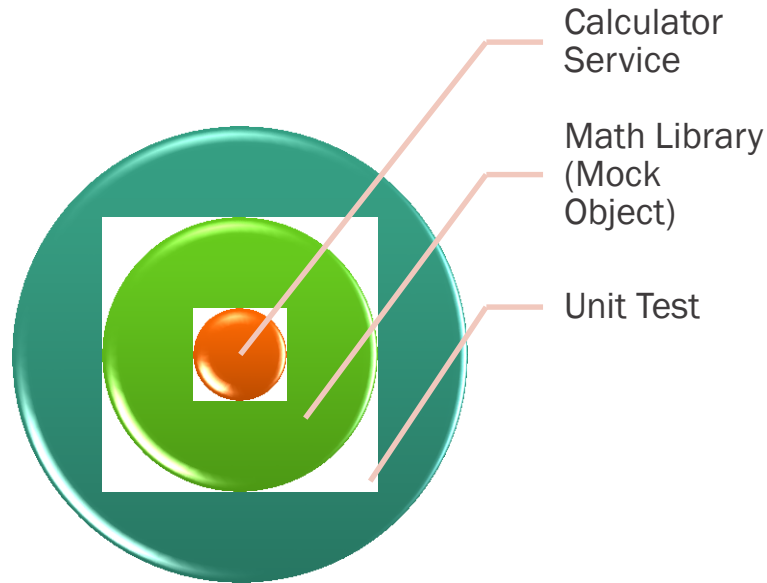 Calculator
Service
Math Library
(Mock
Object)
Unit Test